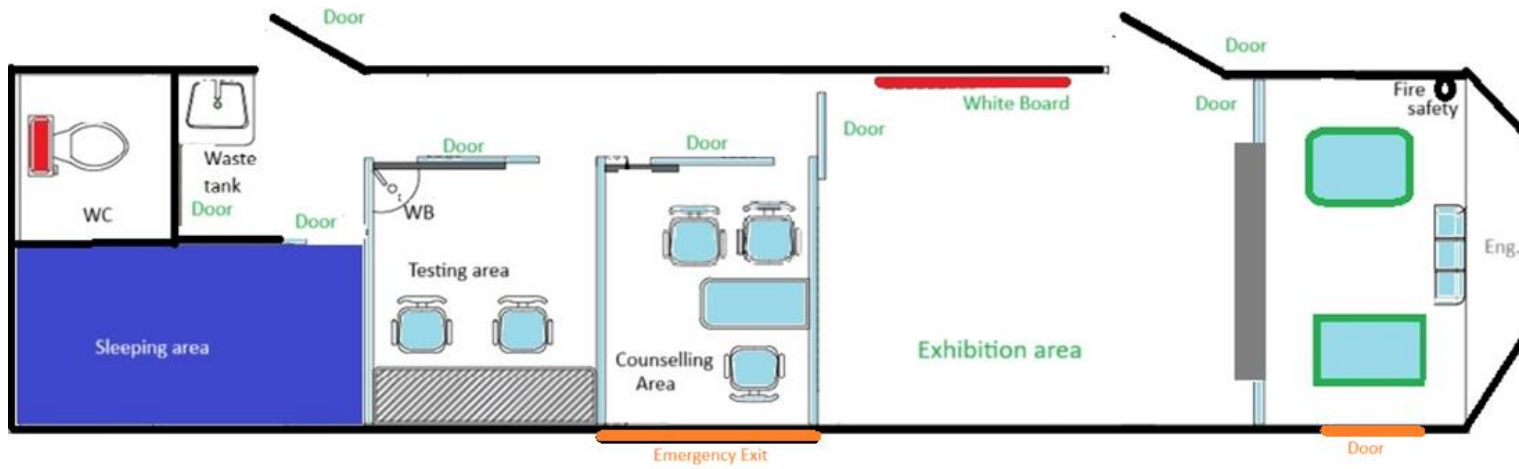 Door
Door
White Board
Door
Fire
safety
Door
Door
Door
Waste
tank
WC
Door
WB
Door
Testing area
Eng.
Sleeping area
Counselling
Area
Exhibition area
Emergency Exit
Door